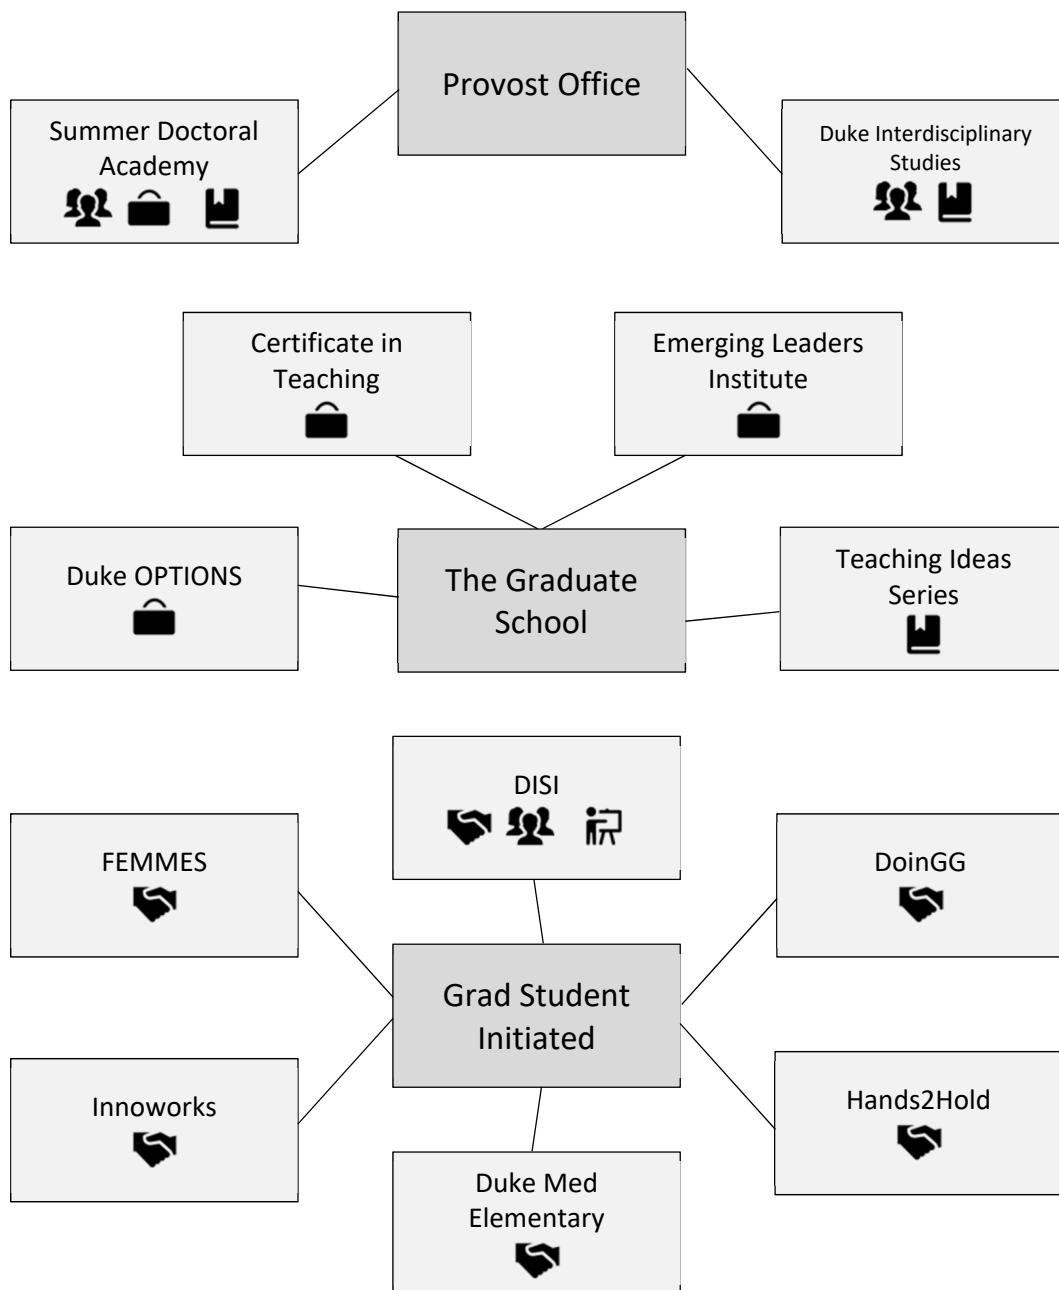 Provost Office
Summer Doctoral
Academy
Duke Interdisciplinary
Studies
Certificate in
Teaching
Emerging Leaders
Institute
Duke OPTIONS
The Graduate
School
Teaching Ideas
Series
DISI
FEMMES
DoinGG
Grad Student
Initiated
Innoworks
Hands2Hold
Duke Med
Elementary